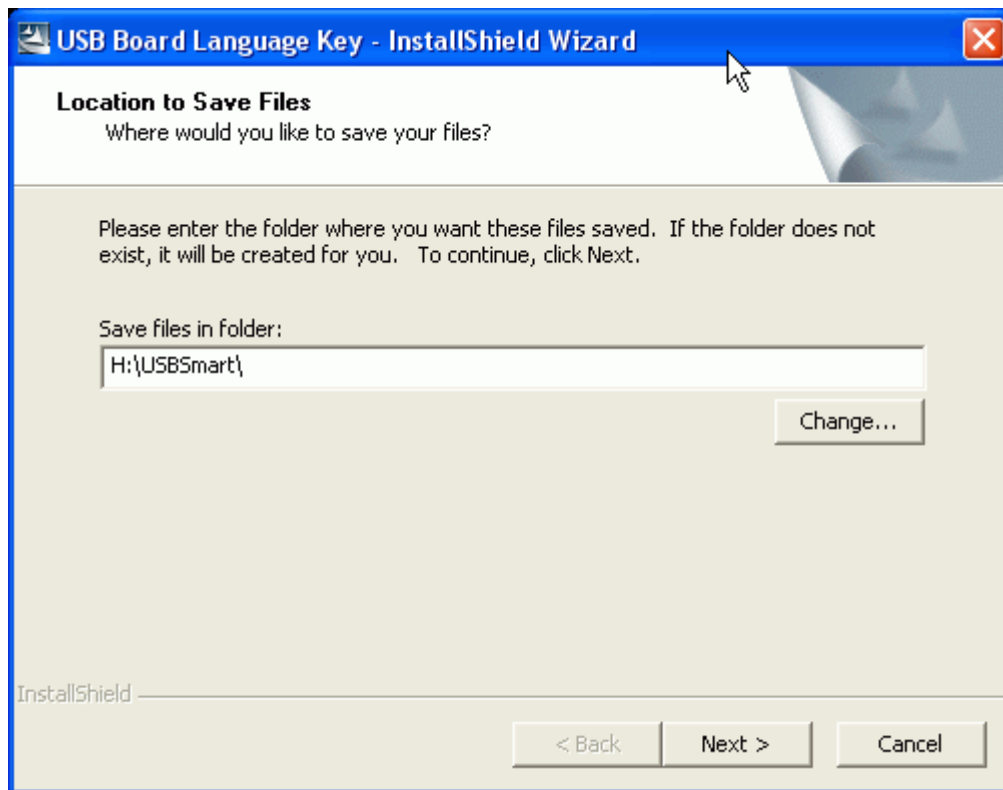 USB Board Language Key - InstallShield Wizard
Location to Save Files
Where would you like to save your files?
Please enter the folder where you want these files saved.  If the folder does not
exist, it will be created for you.   To continue, click Next.
Save files in folder:
H:\USBSmart\
Change...
InstallShield
< Back
Next >
Cancel